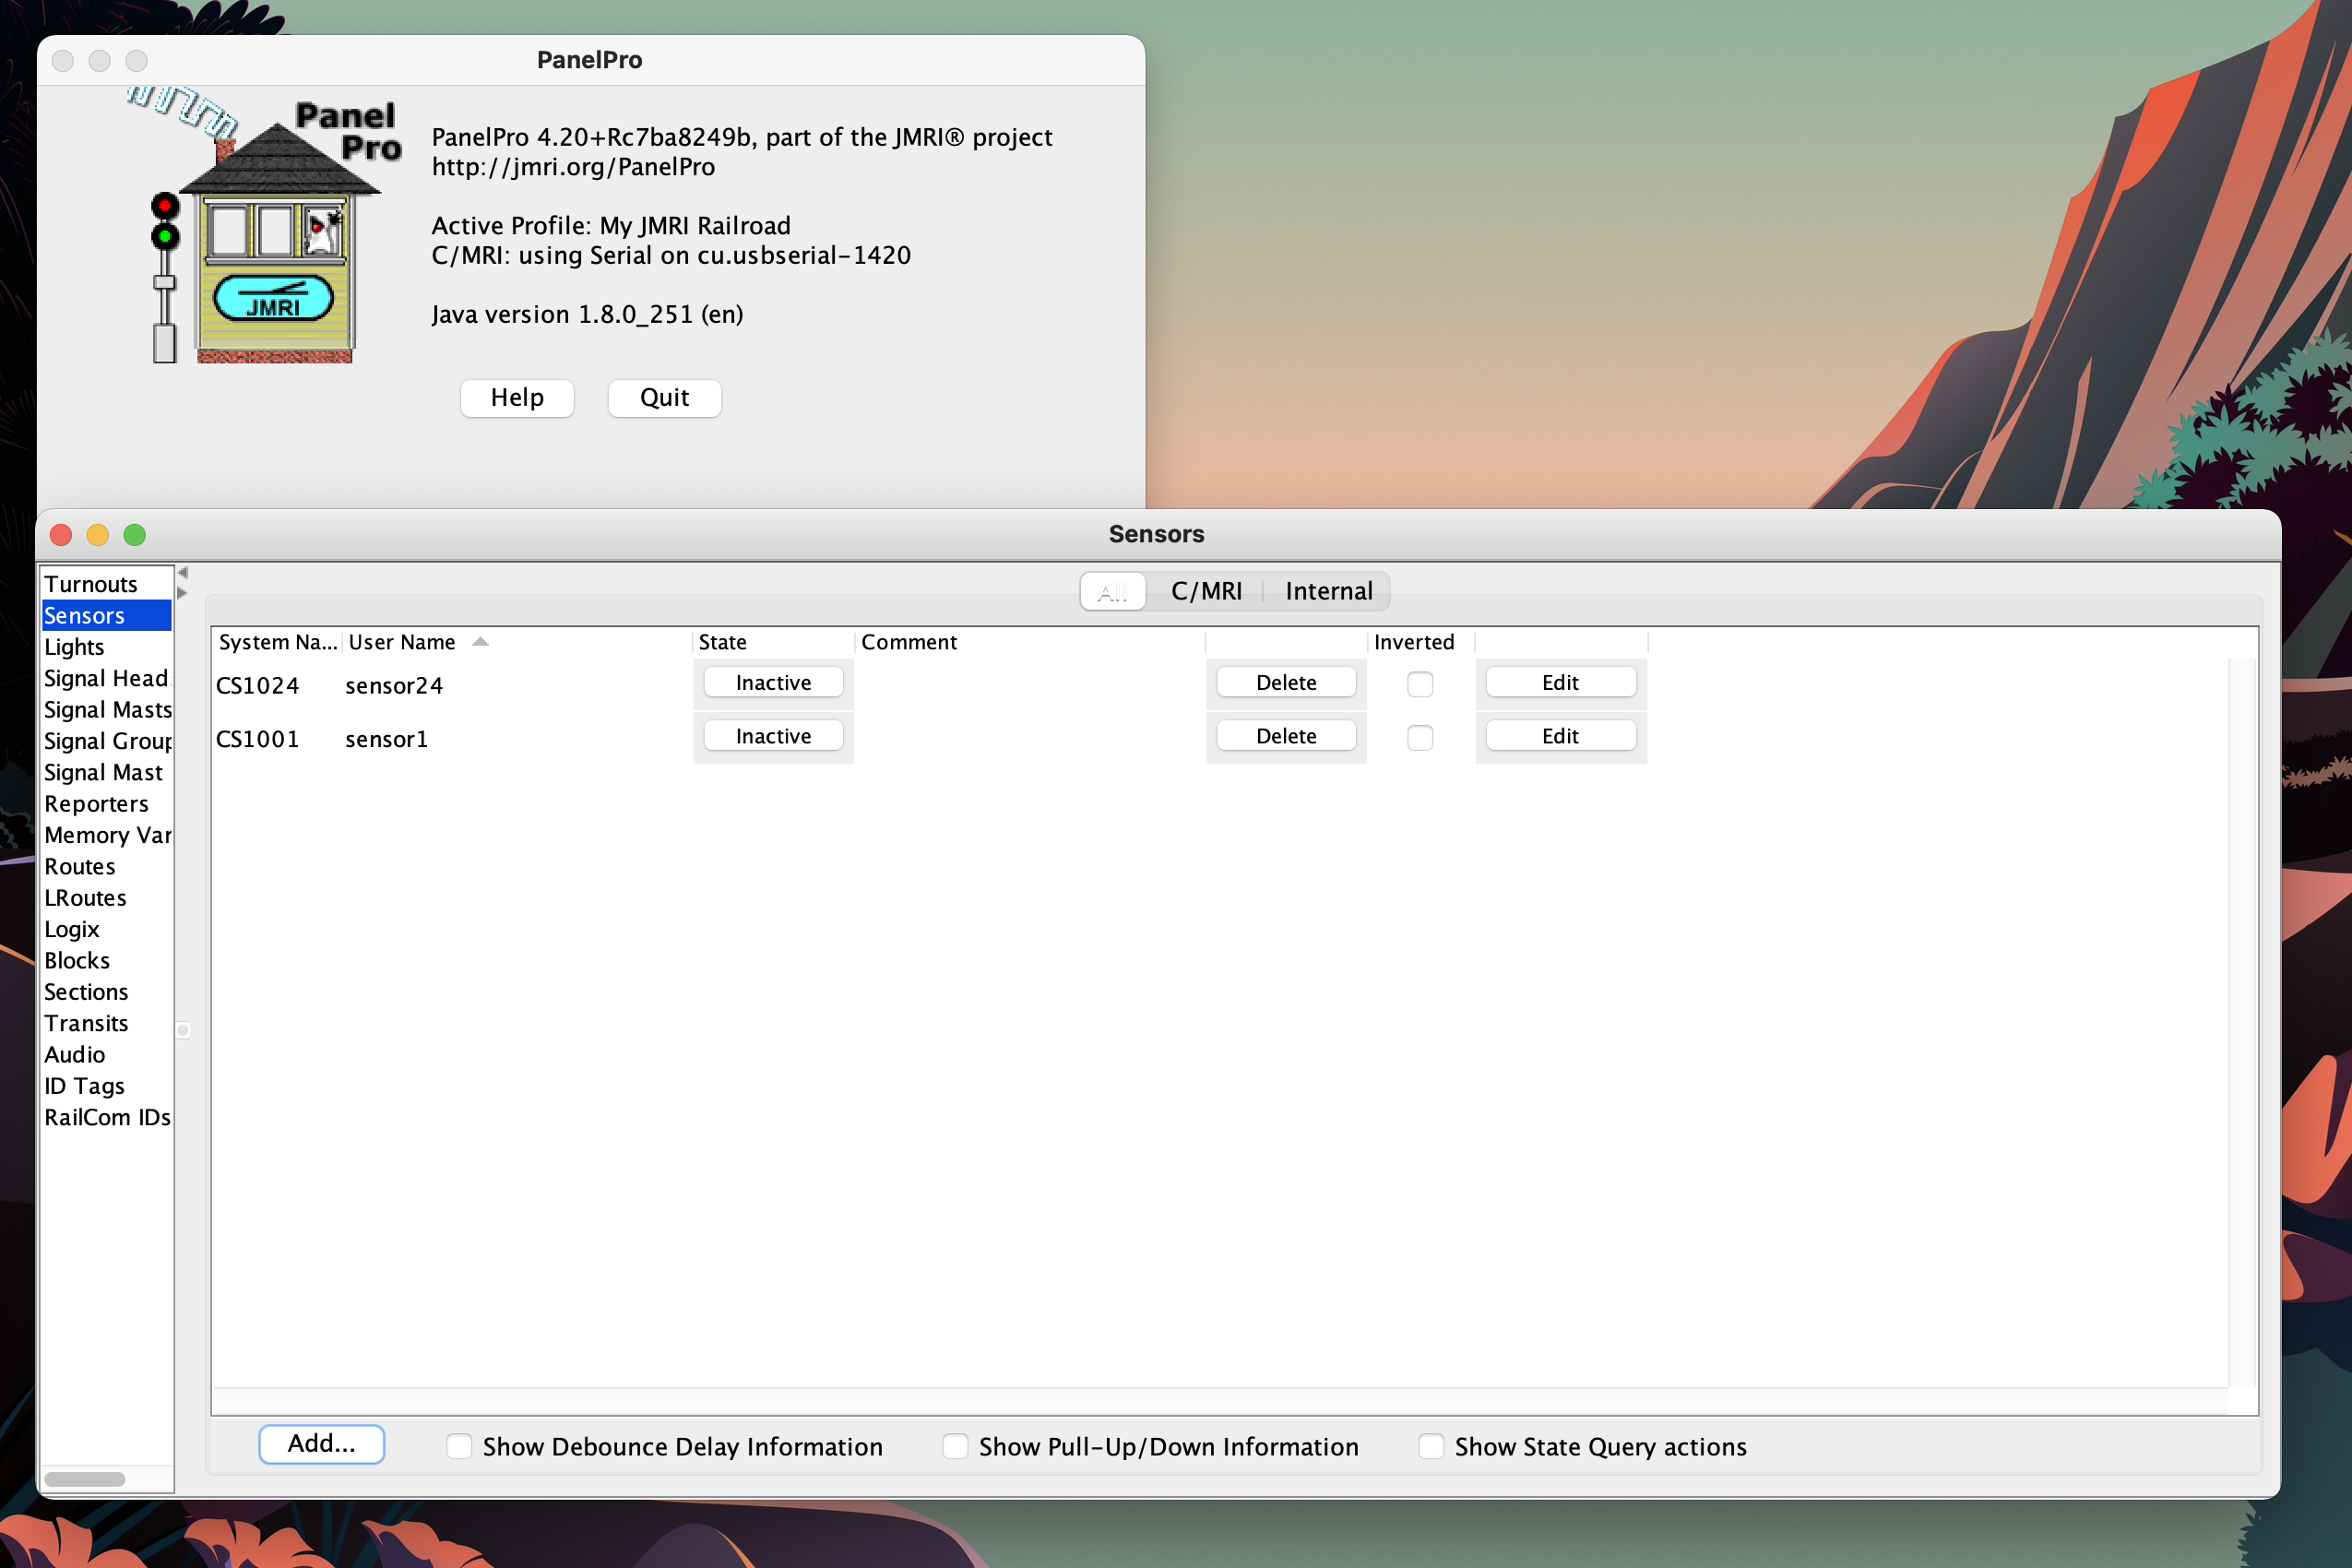 PanelPro
Panel
Pro
JMRI
PanelPro 4.20+Rc7ba8249b, part of the JMRI® project
http://jmri.org/PanelPro
Active Profile: My JMRI Railroad
C/MRI: using Serial on cu.usbserial-1420
Java version 1.8.0_251 (en)
Help Quit
Sensors
Turnouts
Sensors
Lights
Signal Head
Signal Masts
Signal Group
Signal Mast
Reporters
Memory Var
Routes
LRoutes
Logix
Blocks
Sections
Transits
Audio
ID Tags
RailCom IDs
All C/MRI Internal
System Na... User Name State Comment Inverted
CS1024 sensor24 Inactive Delete Edit
CS1001 sensor1 Inactive Delete Edit
Add... Show Debounce Delay Information Show Pull-Up/Down Information Show State Query actions